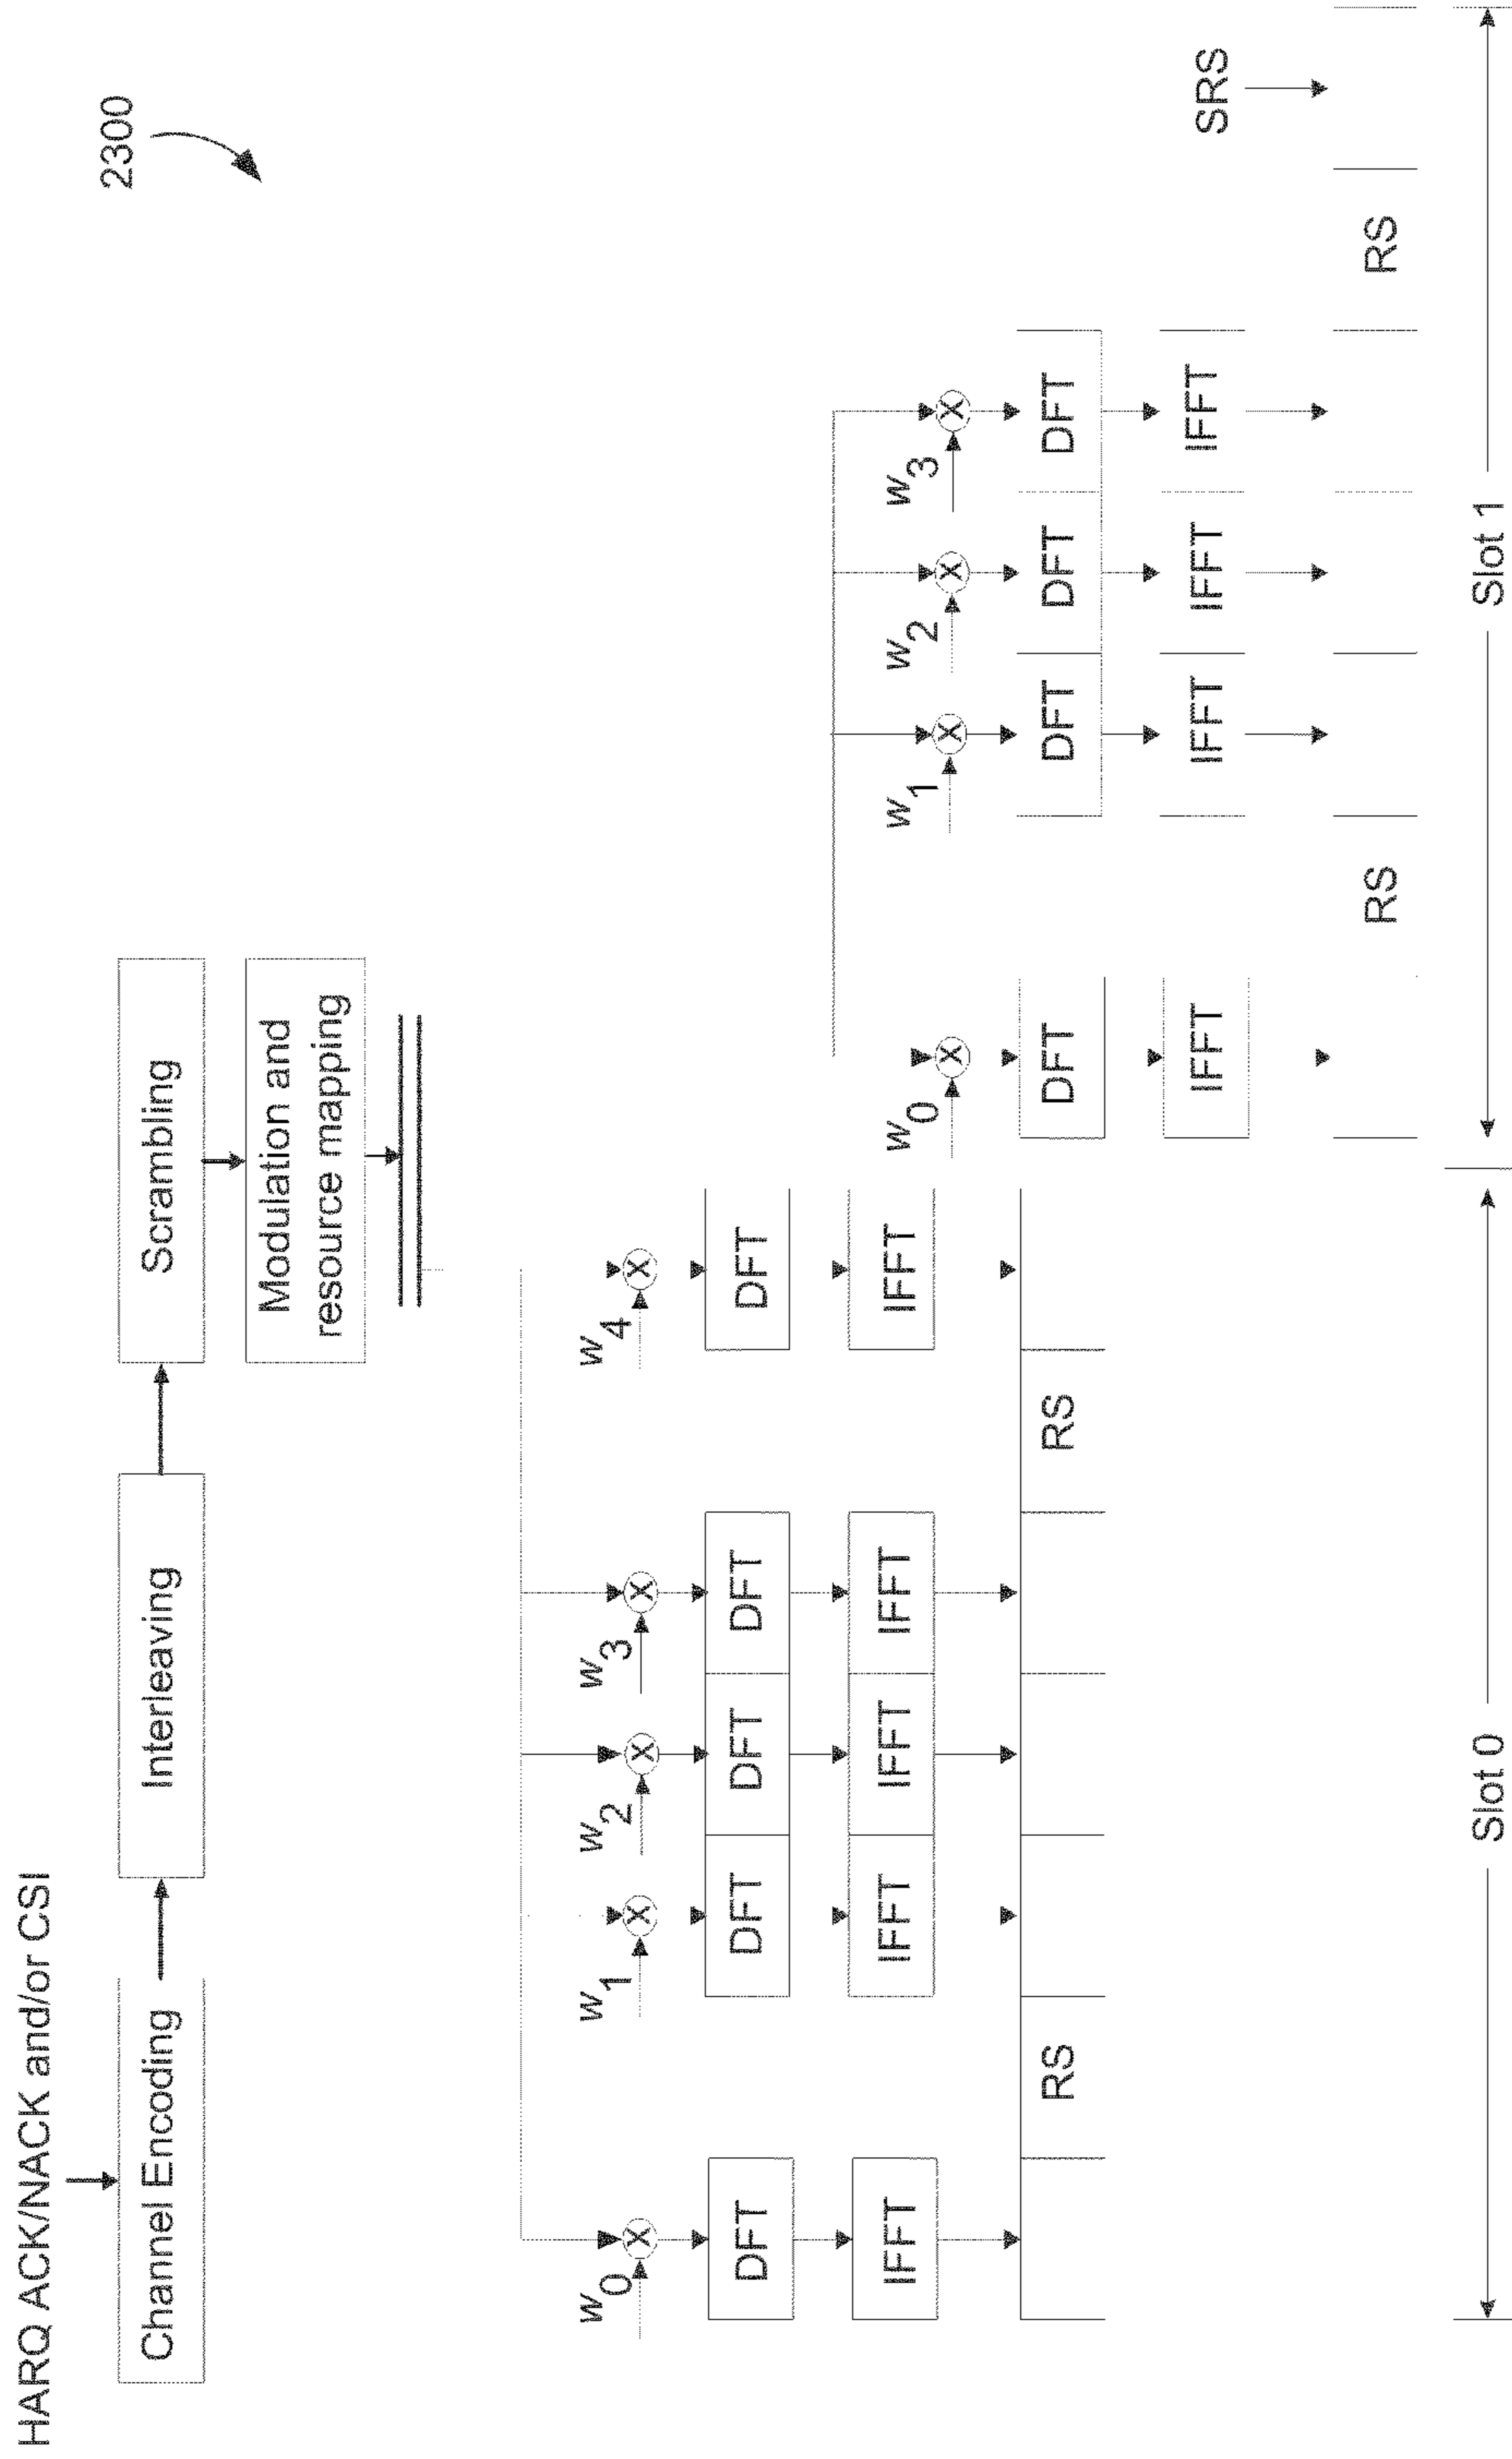 2300
HARQ ACK/NACK and/or CSI
Channel Encoding
Interleaving
Scrambling
Modulation and
resource mapping
w0
w1
w2
w3
w4
X
X
X
X
X
DFT
DFT
DFT
DFT
DFT
IFFT
IFFT
IFFT
IFFT
IFFT
RS
RS
w0
w1
w2
w3
X
X
X
X
DFT
DFT
DFT
DFT
IFFT
IFFT
IFFT
IFFT
SRS
RS
RS
Slot 0
Slot 1